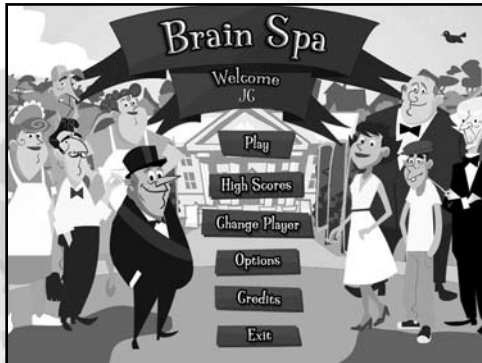 Brain Spa
Welcome
JG
Play
High Scores
Change Player
Options
Credits
Exit